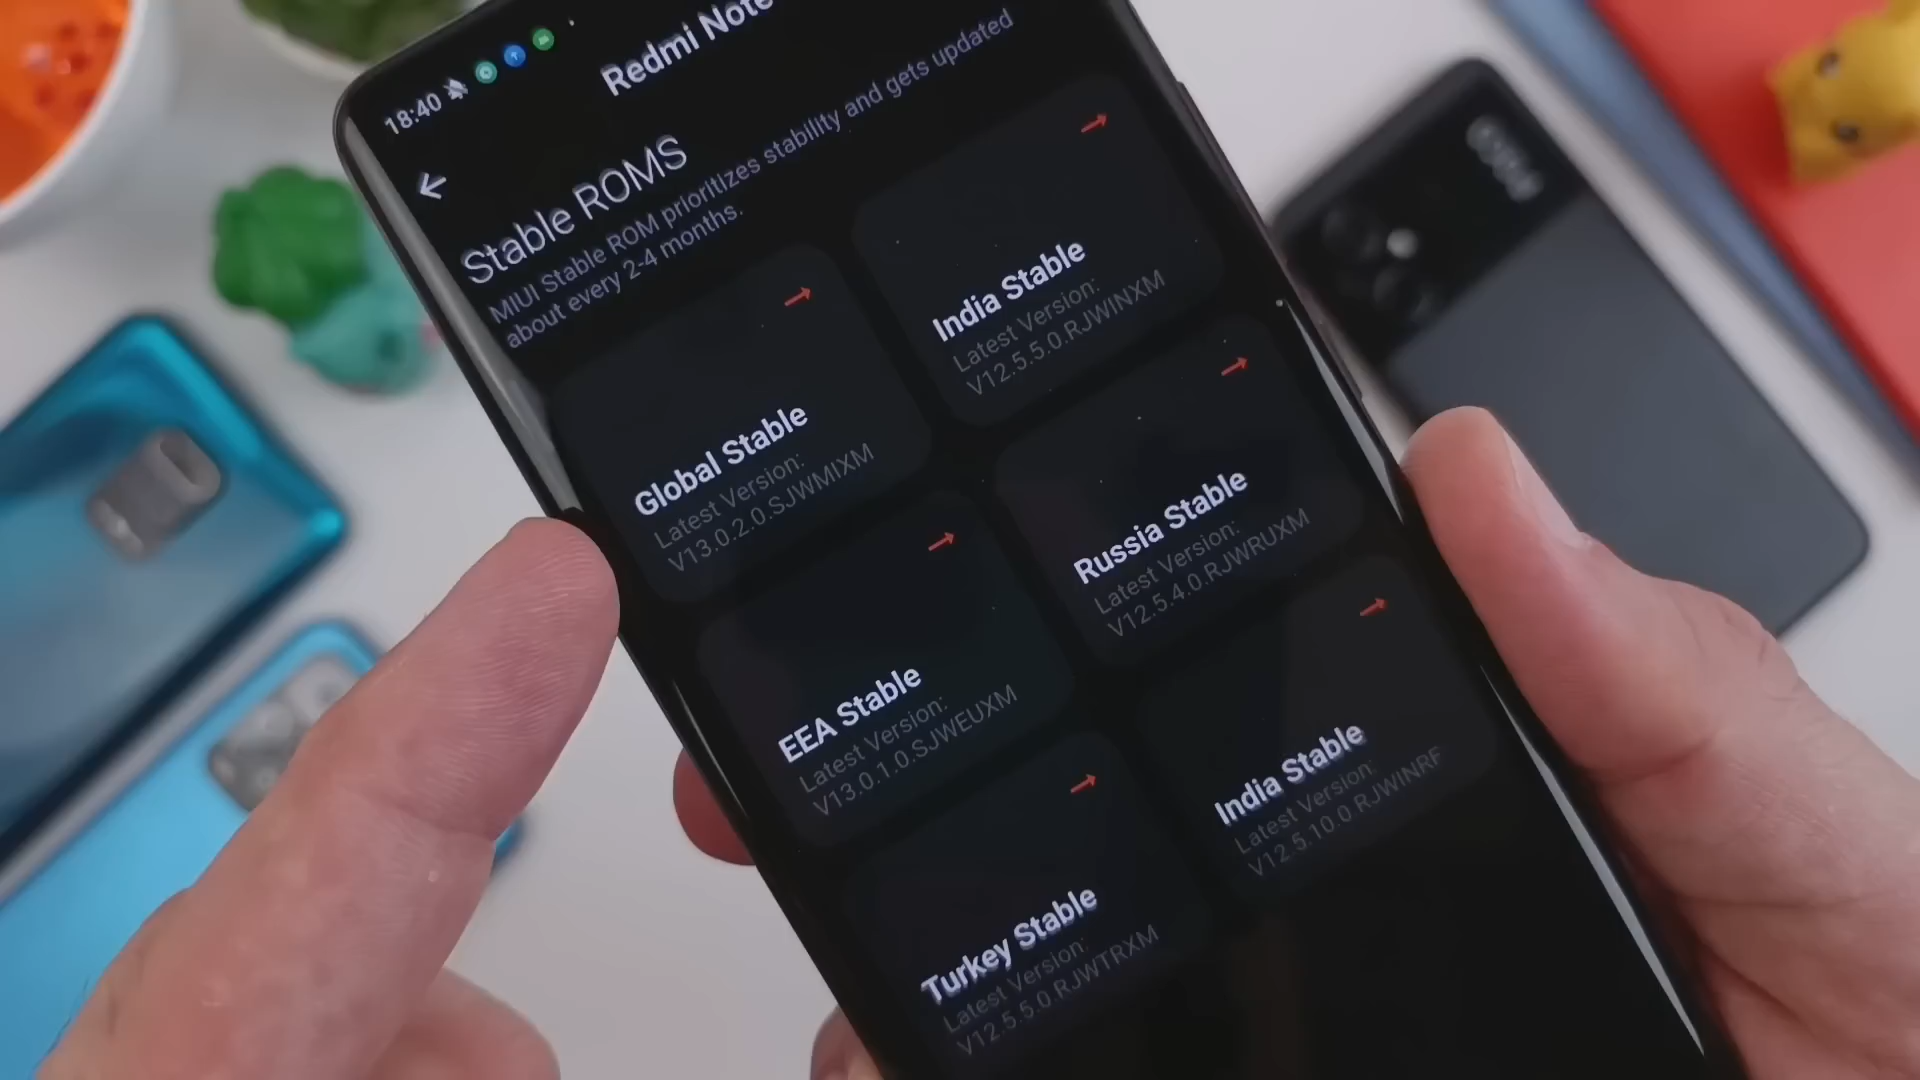 18:40
Redmi Note
Stable ROMS
MIUI Stable ROM prioritizes stability and gets updated
about every 2-4 months.
Global Stable
Latest Version:
V13.0.2.0.SJWMIXM
India Stable
Latest Version:
V12.5.5.0.RJWINXM
EEA Stable
Latest Version:
V13.0.1.0.SJWEUXM
Russia Stable
Latest Version:
V12.5.4.0.RJWRUXM
Turkey Stable
Latest Version:
V12.5.5.0.RJWTRXM
India Stable
Latest Version:
V12.5.10.0.RJWINRF
POCO